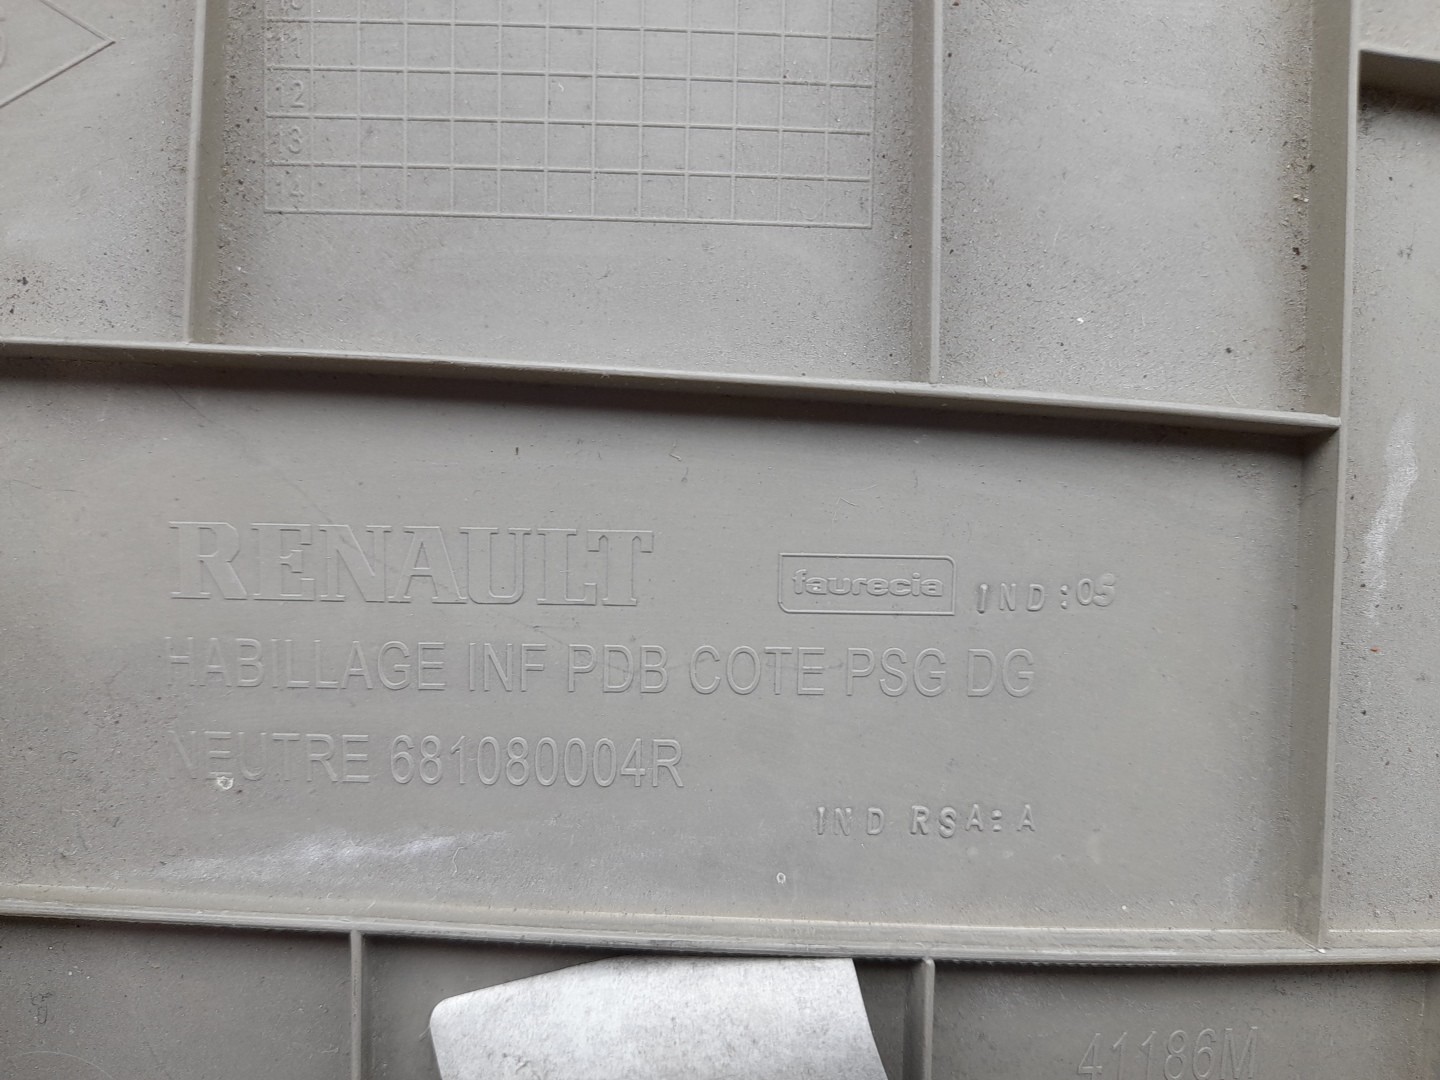 11
12
13
14
RENAULT
faurecia IND:05
HABILLAGE INF PDB COTE PSG DG
NEUTRE 681080004R
IND RSA: A
41186M